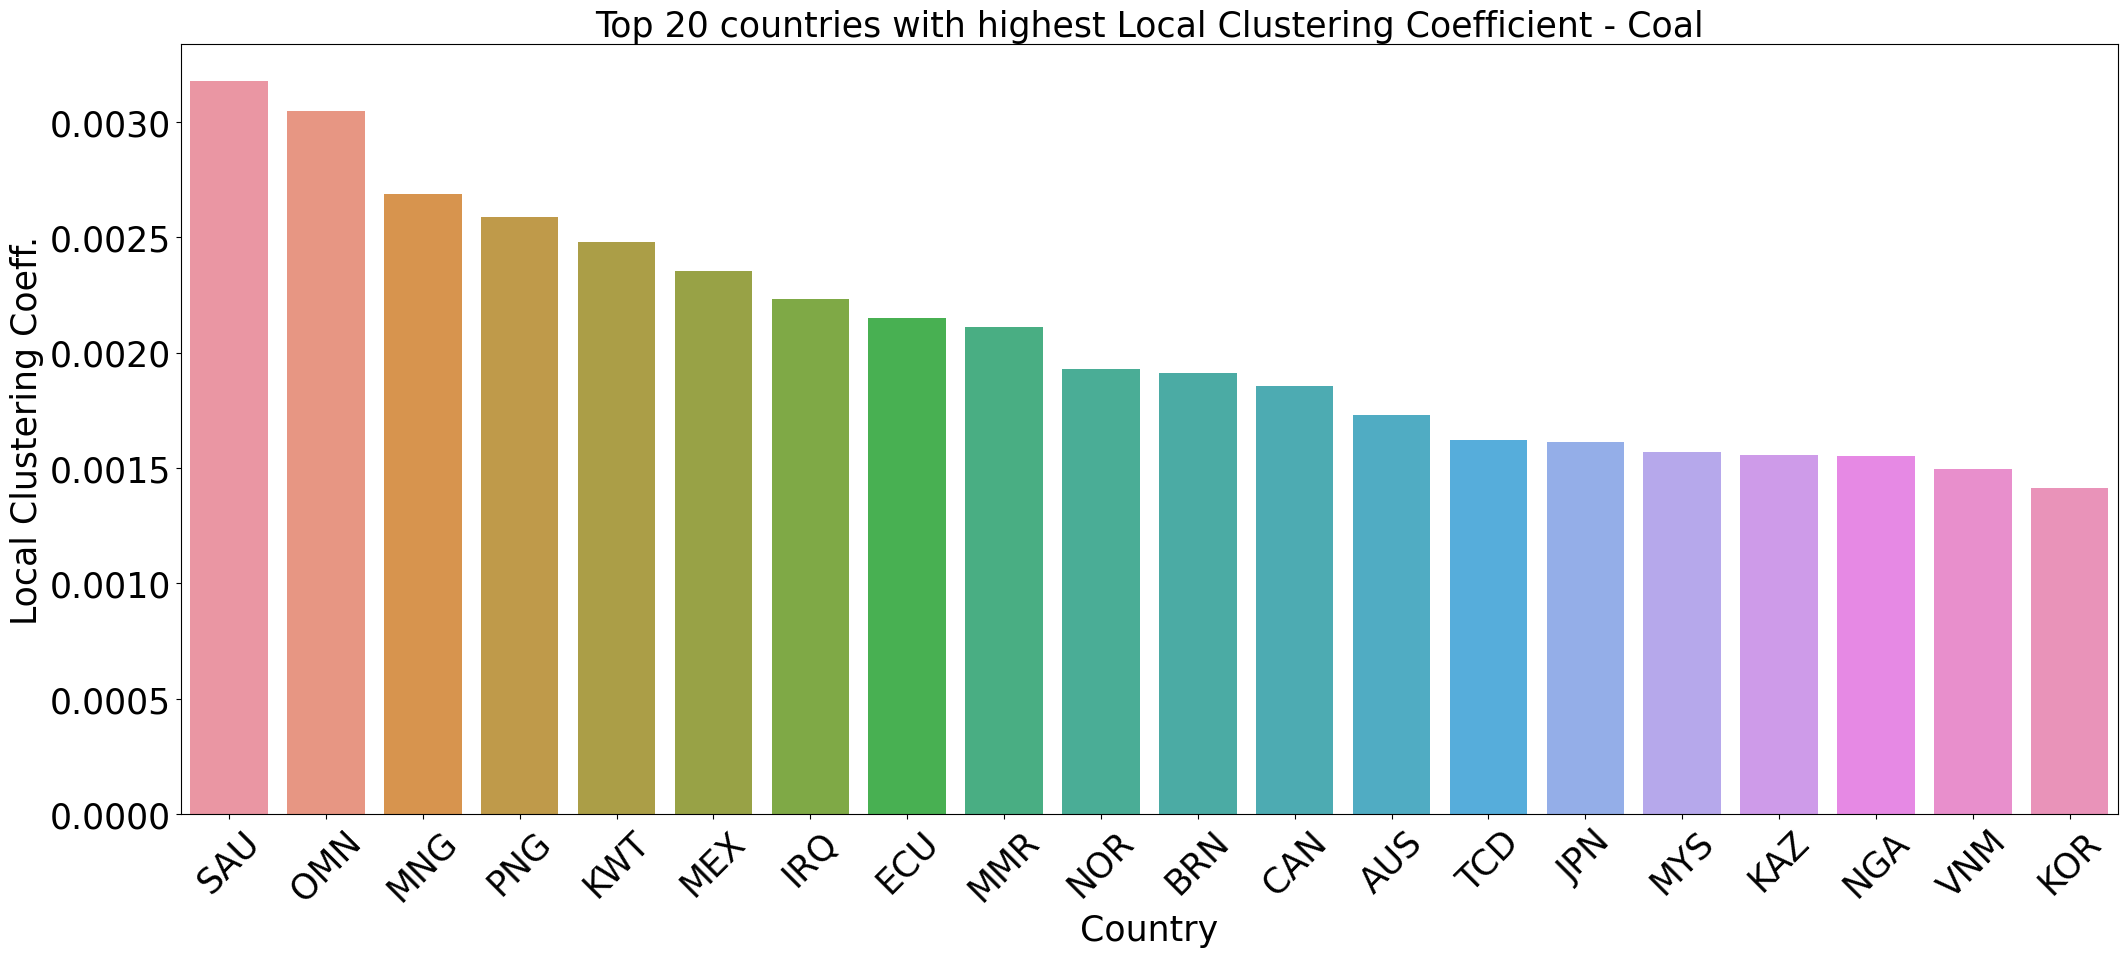 Top 20 countries with highest Local Clustering Coefficient - Coal
Local Clustering Coeff.
0.0030
0.0025
0.0020
0.0015
0.0010
0.0005
0.0000
SAU OMN MNG PNG KWT MEX IRQ ECU MMR NOR BRN CAN AUS TCD JPN MYS KAZ NGA VNM KOR
Country